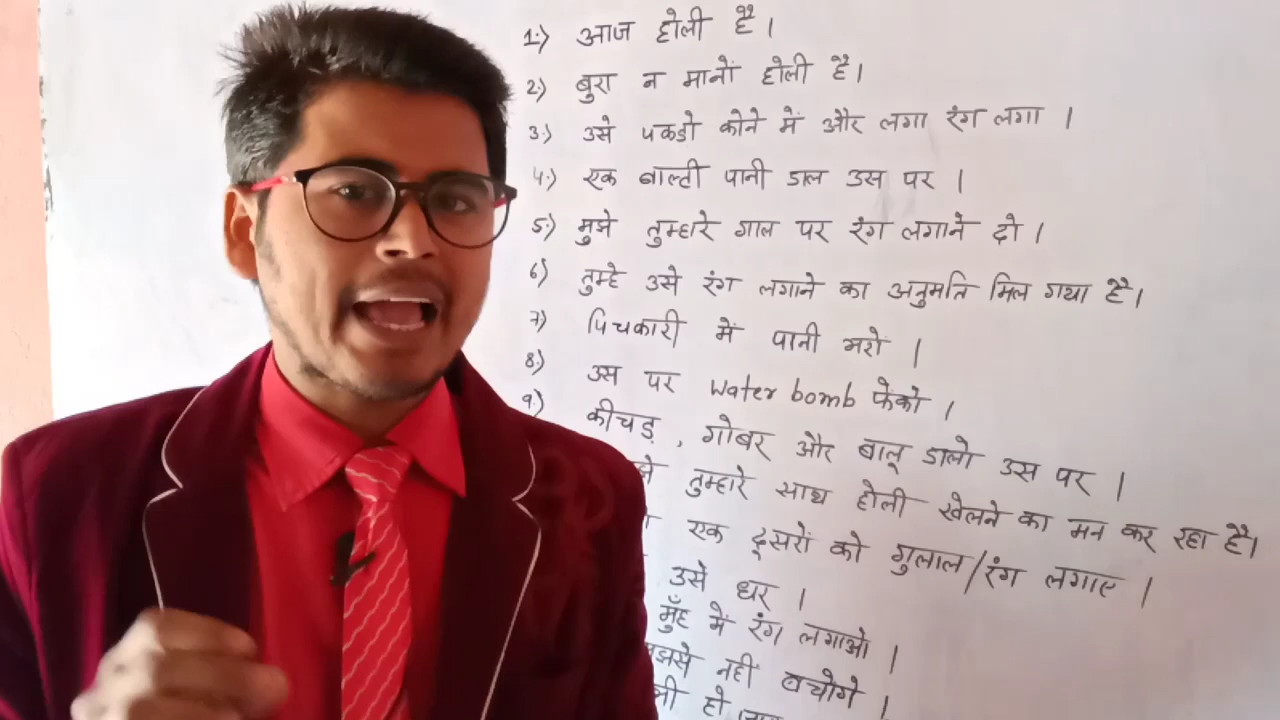 1.) आज होली है।
2.) बुरा न मानों होली है।
3.) उसे पकडो कोने में और लगा रंग लगा ।
4.) एक बाल्टी पानी डाल उस पर ।
5.) मुझे तुम्हारे गाल पर रंग लगाने दो ।
6) तुम्हे उसे रंग लगाने का अनुमति मिल गया है।
7) पिचकारी में पानी भरो ।
8.) उस पर water bomb फेंको ।
9.) कीचड़ , गोबर और बालू डालो उस पर ।
तुम्हारे साथ होली खेलने का मन कर रहा है।
एक दूसरों को गुलाल/रंग लगाए ।
उसे धर ।
मुँह में रंग लगाओ ।
नहीं बचोगे ।
हो